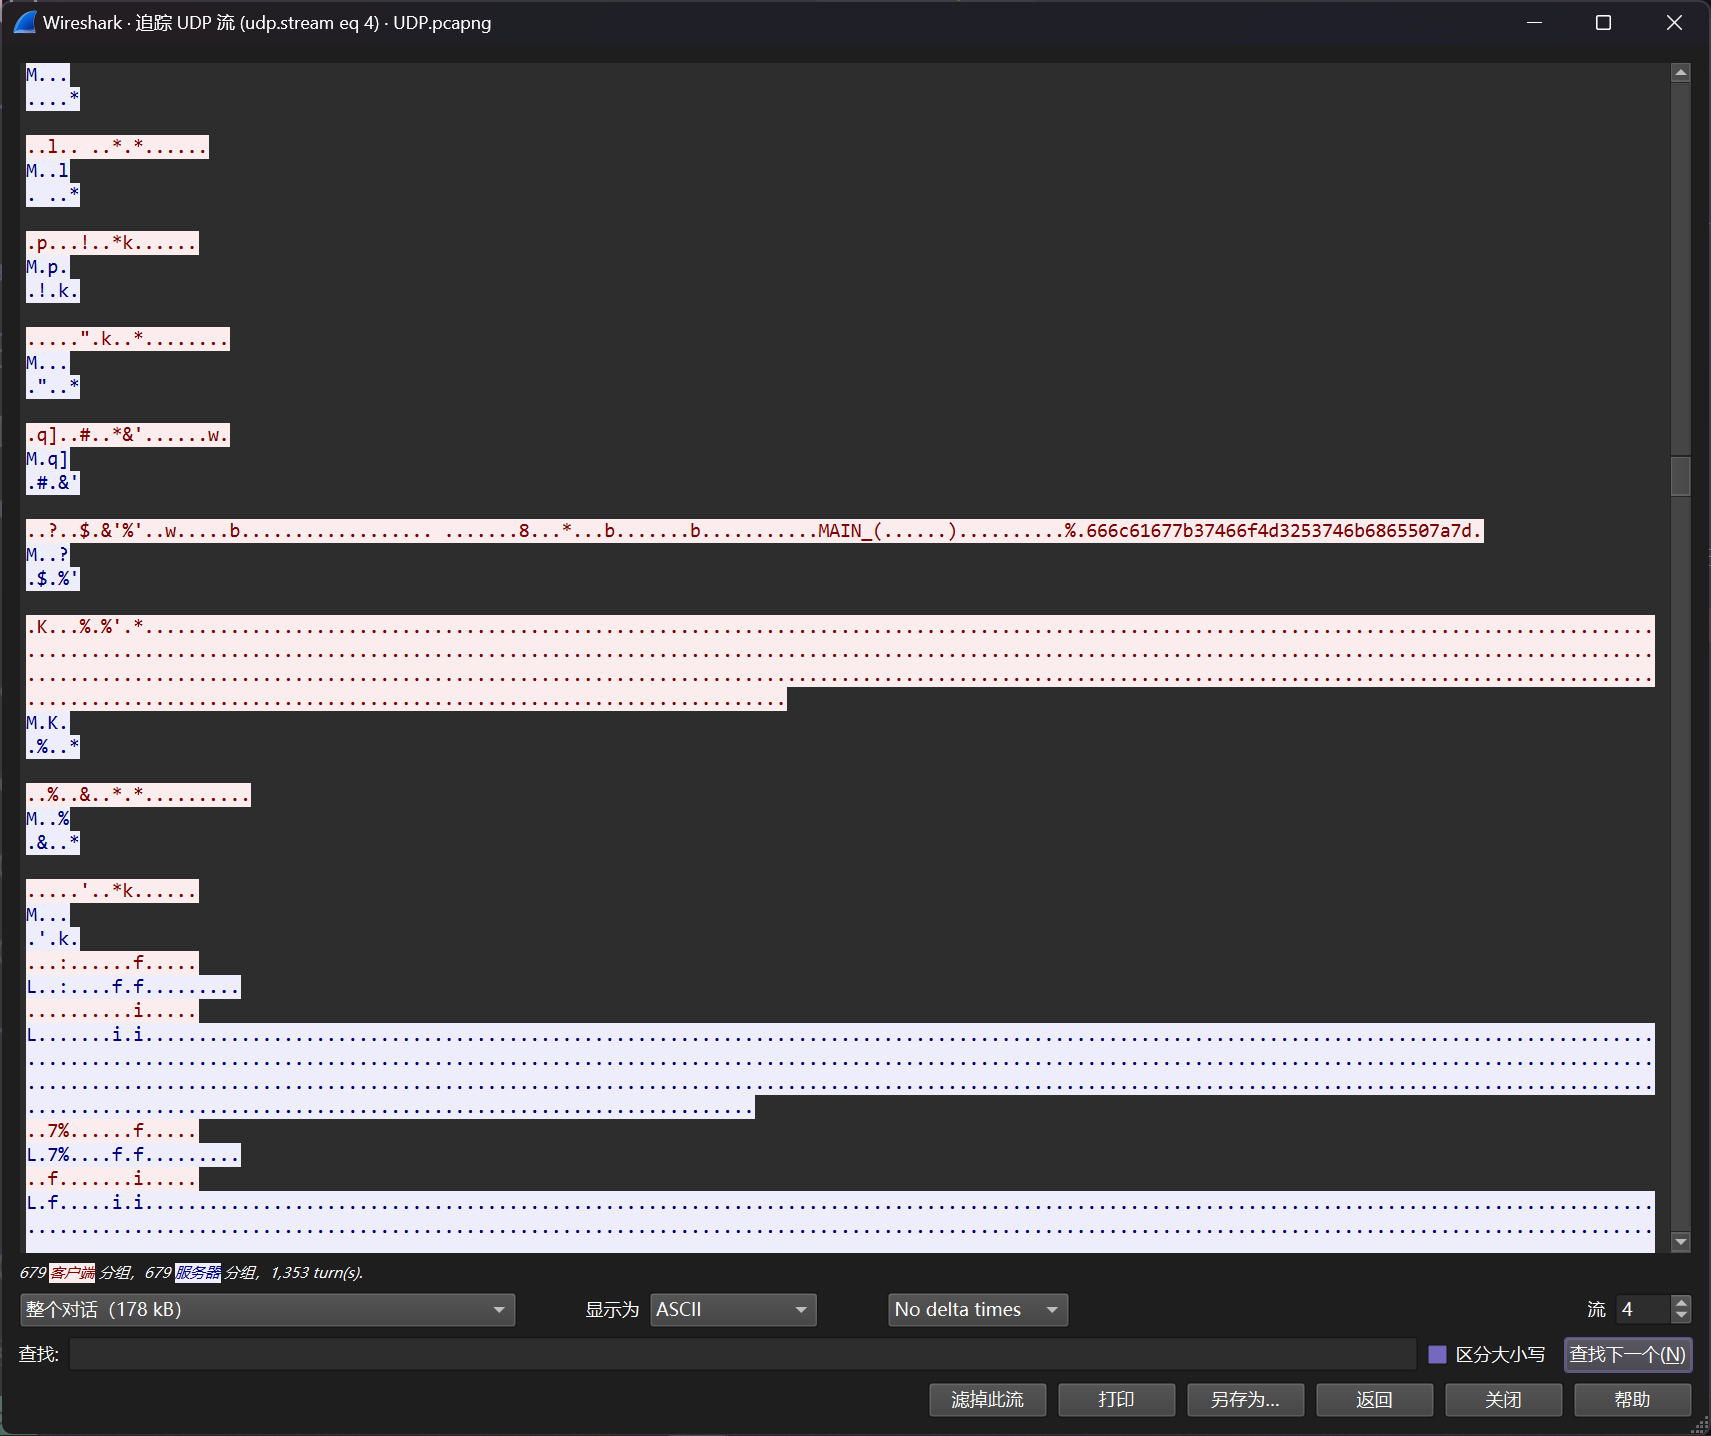 Wireshark · 追踪 UDP 流 (udp.stream eq 4) · UDP.pcapng
M...
....*
..l.. ..*.*......
M..l
. ..*
.p...!..*k......
M.p.
.!.k.
.....".k..*........
M...
."..*
.q]..#..*&'......w.
M.q]
.#.&'
..?..$.&'%'..w.....b.................. .......8...*...b.......b...........MAIN_(......)..........%.666c61677b37466f4d3253746b6865507a7d.
M..?
.$.%'
.K...%.%'.*............................................................................................................................................
........................................................................................................................................................
........................................................................................................................................................
.......................................................................
M.K.
.%..*
..%..&..*.*..........
M..%
.&..*
.....'..*k......
M...
.'.k.
...:......f.....
L..:....f.f.........
..........i.....
L.......i.i.............................................................................................................................................
........................................................................................................................................................
........................................................................................................................................................
....................................................................
..7%......f.....
L.7%....f.f.........
..f.......i.....
L.f.....i.i.............................................................................................................................................
........................................................................................................................................................
679 客户端 分组，679 服务器 分组，1,353 turn(s).
整个对话（178 kB） 显示为 ASCII No delta times 流 4
查找: 区分大小写 查找下一个(N)
滤掉此流 打印 另存为... 返回 关闭 帮助